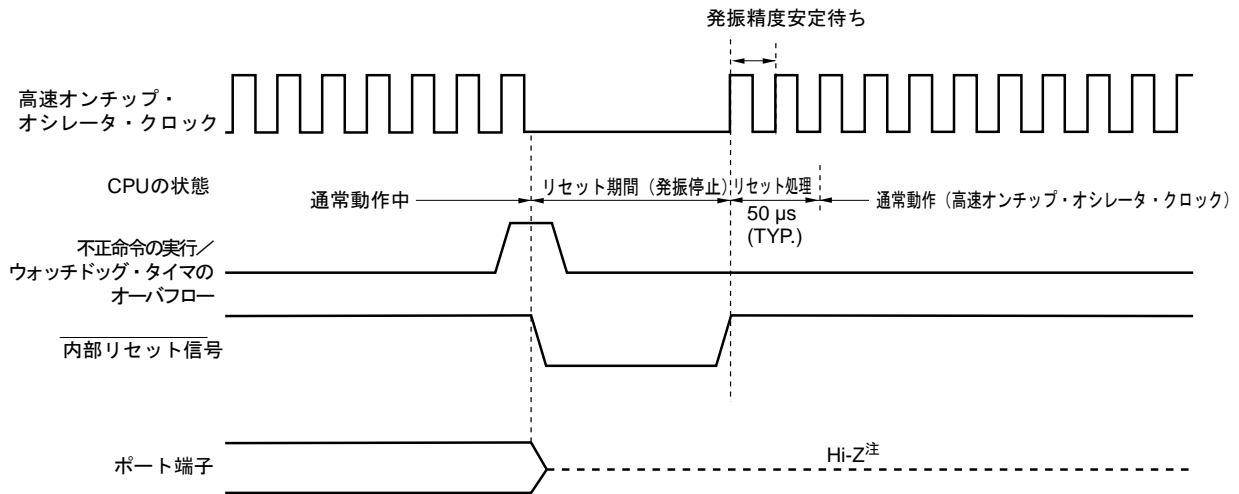 発振精度安定待ち
高速オンチップ・
オシレータ・クロック
CPUの状態
通常動作中
リセット期間（発振停止）
リセット処理
50 μs
(TYP.)
通常動作（高速オンチップ・オシレータ・クロック）
不正命令の実行／
ウォッチドッグ・タイマの
オーバフロー
内部リセット信号
ポート端子
Hi-Z注